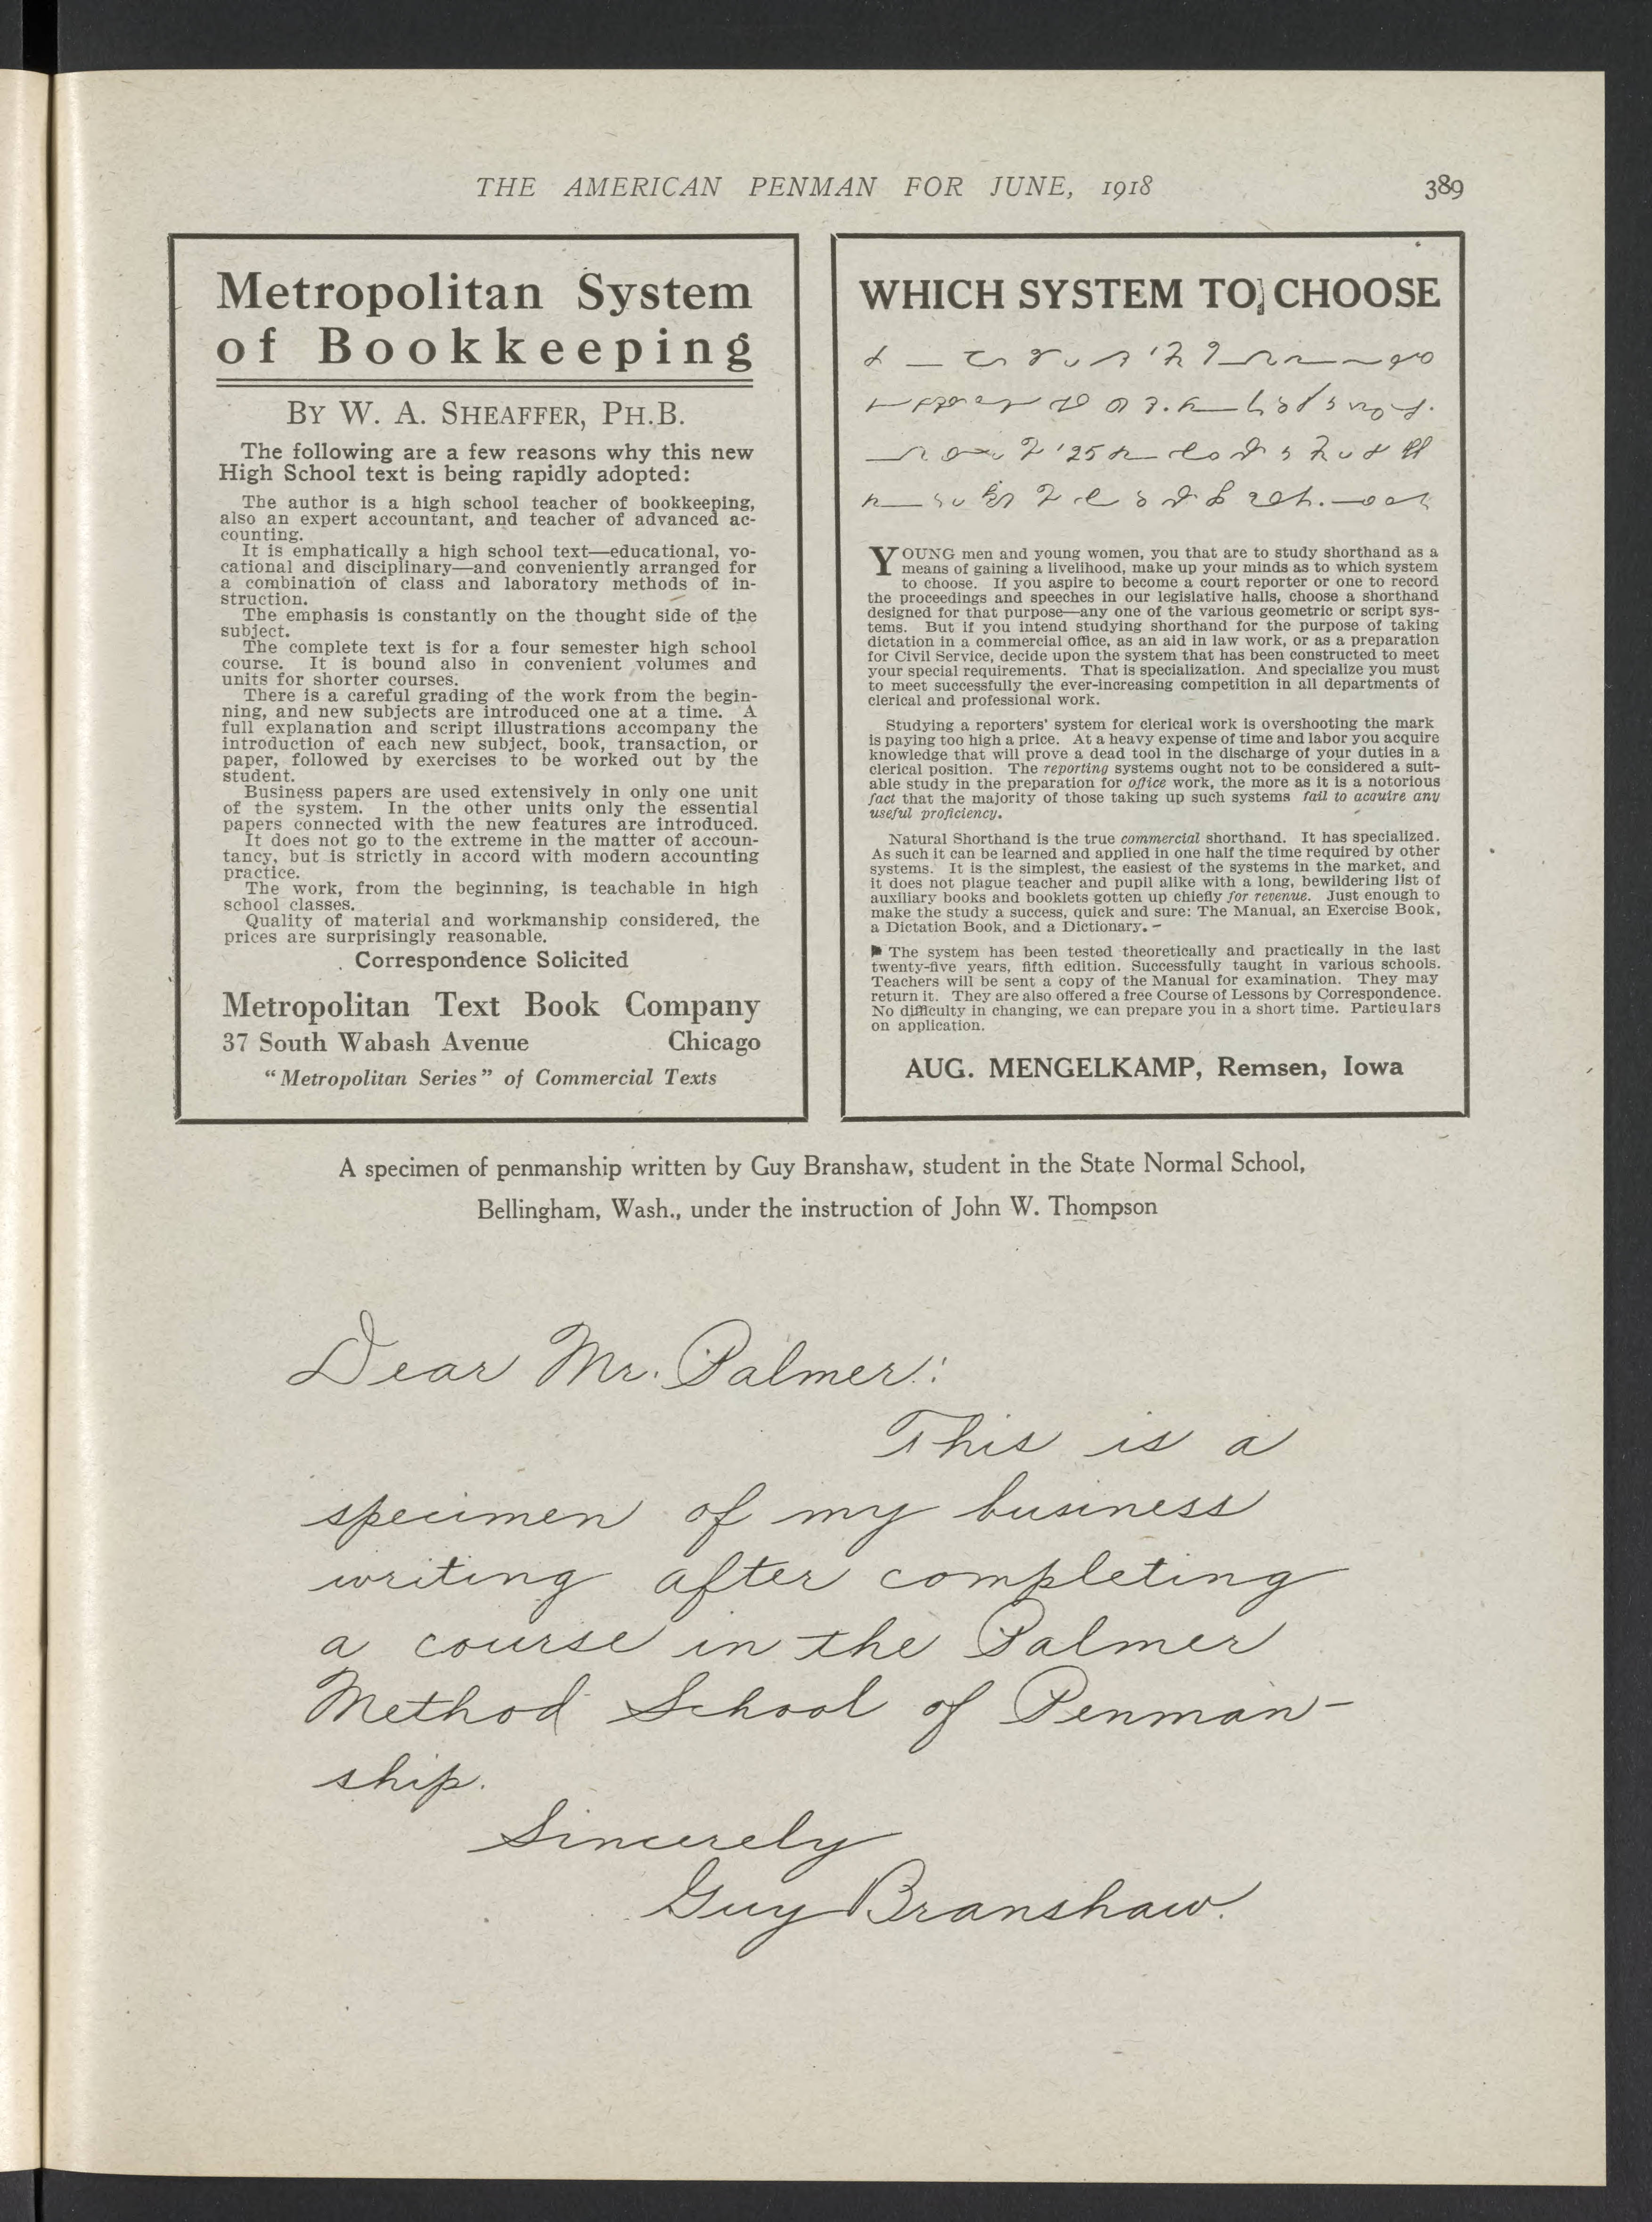 THE AMERICAN PENMAN FOR JUNE, 1918 389
Metropolitan System
of Bookkeeping
BY W. A. SHEAFFER, PH.B.
The following are a few reasons why this new
High School text is being rapidly adopted:
The author is a high school teacher of bookkeeping,
also an expert accountant, and teacher of advanced ac-
counting.
It is emphatically a high school text—educational, vo-
cational and disciplinary—and conveniently arranged for
a combination of class and laboratory methods of in-
struction.
The emphasis is constantly on the thought side of the
subject.
The complete text is for a four semester high school
course. It is bound also in convenient volumes and
units for shorter courses.
There is a careful grading of the work from the begin-
ning, and new subjects are introduced one at a time. A
full explanation and script illustrations accompany the
introduction of each new subject, book, transaction, or
paper, followed by exercises to be worked out by the
student.
Business papers are used extensively in only one unit
of the system. In the other units only the essential
papers connected with the new features are introduced.
It does not go to the extreme in the matter of accoun-
tancy, but is strictly in accord with modern accounting
practice.
The work, from the beginning, is teachable in high
school classes.
Quality of material and workmanship considered, the
prices are surprisingly reasonable.
Correspondence Solicited
Metropolitan Text Book Company
37 South Wabash Avenue Chicago
"Metropolitan Series" of Commercial Texts
WHICH SYSTEM TO CHOOSE
YOUNG men and young women, you that are to study shorthand as a
means of gaining a livelihood, make up your minds as to which system
to choose. If you aspire to become a court reporter or one to record
the proceedings and speeches in our legislative halls, choose a shorthand
designed for that purpose—any one of the various geometric or script sys-
tems. But if you intend studying shorthand for the purpose of taking
dictation in a commercial office, as an aid in law work, or as a preparation
for Civil Service, decide upon the system that has been constructed to meet
your special requirements. That is specialization. And specialize you must
to meet successfully the ever-increasing competition in all departments of
clerical and professional work.
Studying a reporters' system for clerical work is overshooting the mark
is paying too high a price. At a heavy expense of time and labor you acquire
knowledge that will prove a dead tool in the discharge of your duties in a
clerical position. The reporting systems ought not to be considered a suit-
able study in the preparation for office work, the more as it is a notorious
fact that the majority of those taking up such systems fail to acquire any
useful proficiency.
Natural Shorthand is the true commercial shorthand. It has specialized.
As such it can be learned and applied in one half the time required by other
systems. It is the simplest, the easiest of the systems in the market, and
it does not plague teacher and pupil alike with a long, bewildering list of
auxiliary books and booklets gotten up chiefly for revenue. Just enough to
make the study a success, quick and sure: The Manual, an Exercise Book,
a Dictation Book, and a Dictionary.
The system has been tested theoretically and practically in the last
twenty-five years, fifth edition. Successfully taught in various schools.
Teachers will be sent a copy of the Manual for examination. They may
return it. They are also offered a free Course of Lessons by Correspondence.
No difficulty in changing, we can prepare you in a short time. Particulars
on application.
AUG. MENGELKAMP, Remsen, Iowa
A specimen of penmanship written by Guy Branshaw, student in the State Normal School,
Bellingham, Wash., under the instruction of John W. Thompson
Dear Mr. Palmer:
This is a
specimen of my business
writing after completing
a course in the Palmer
Method School of Penman-
ship.
Sincerely
Guy Branshaw.